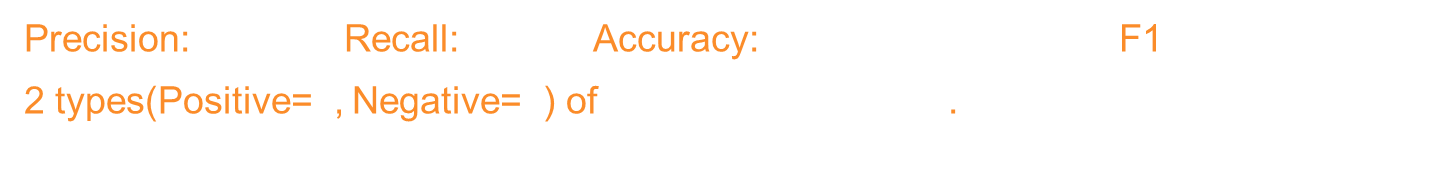 Precision: Recall: Accuracy: F1
2 types(Positive= , Negative= ) of .